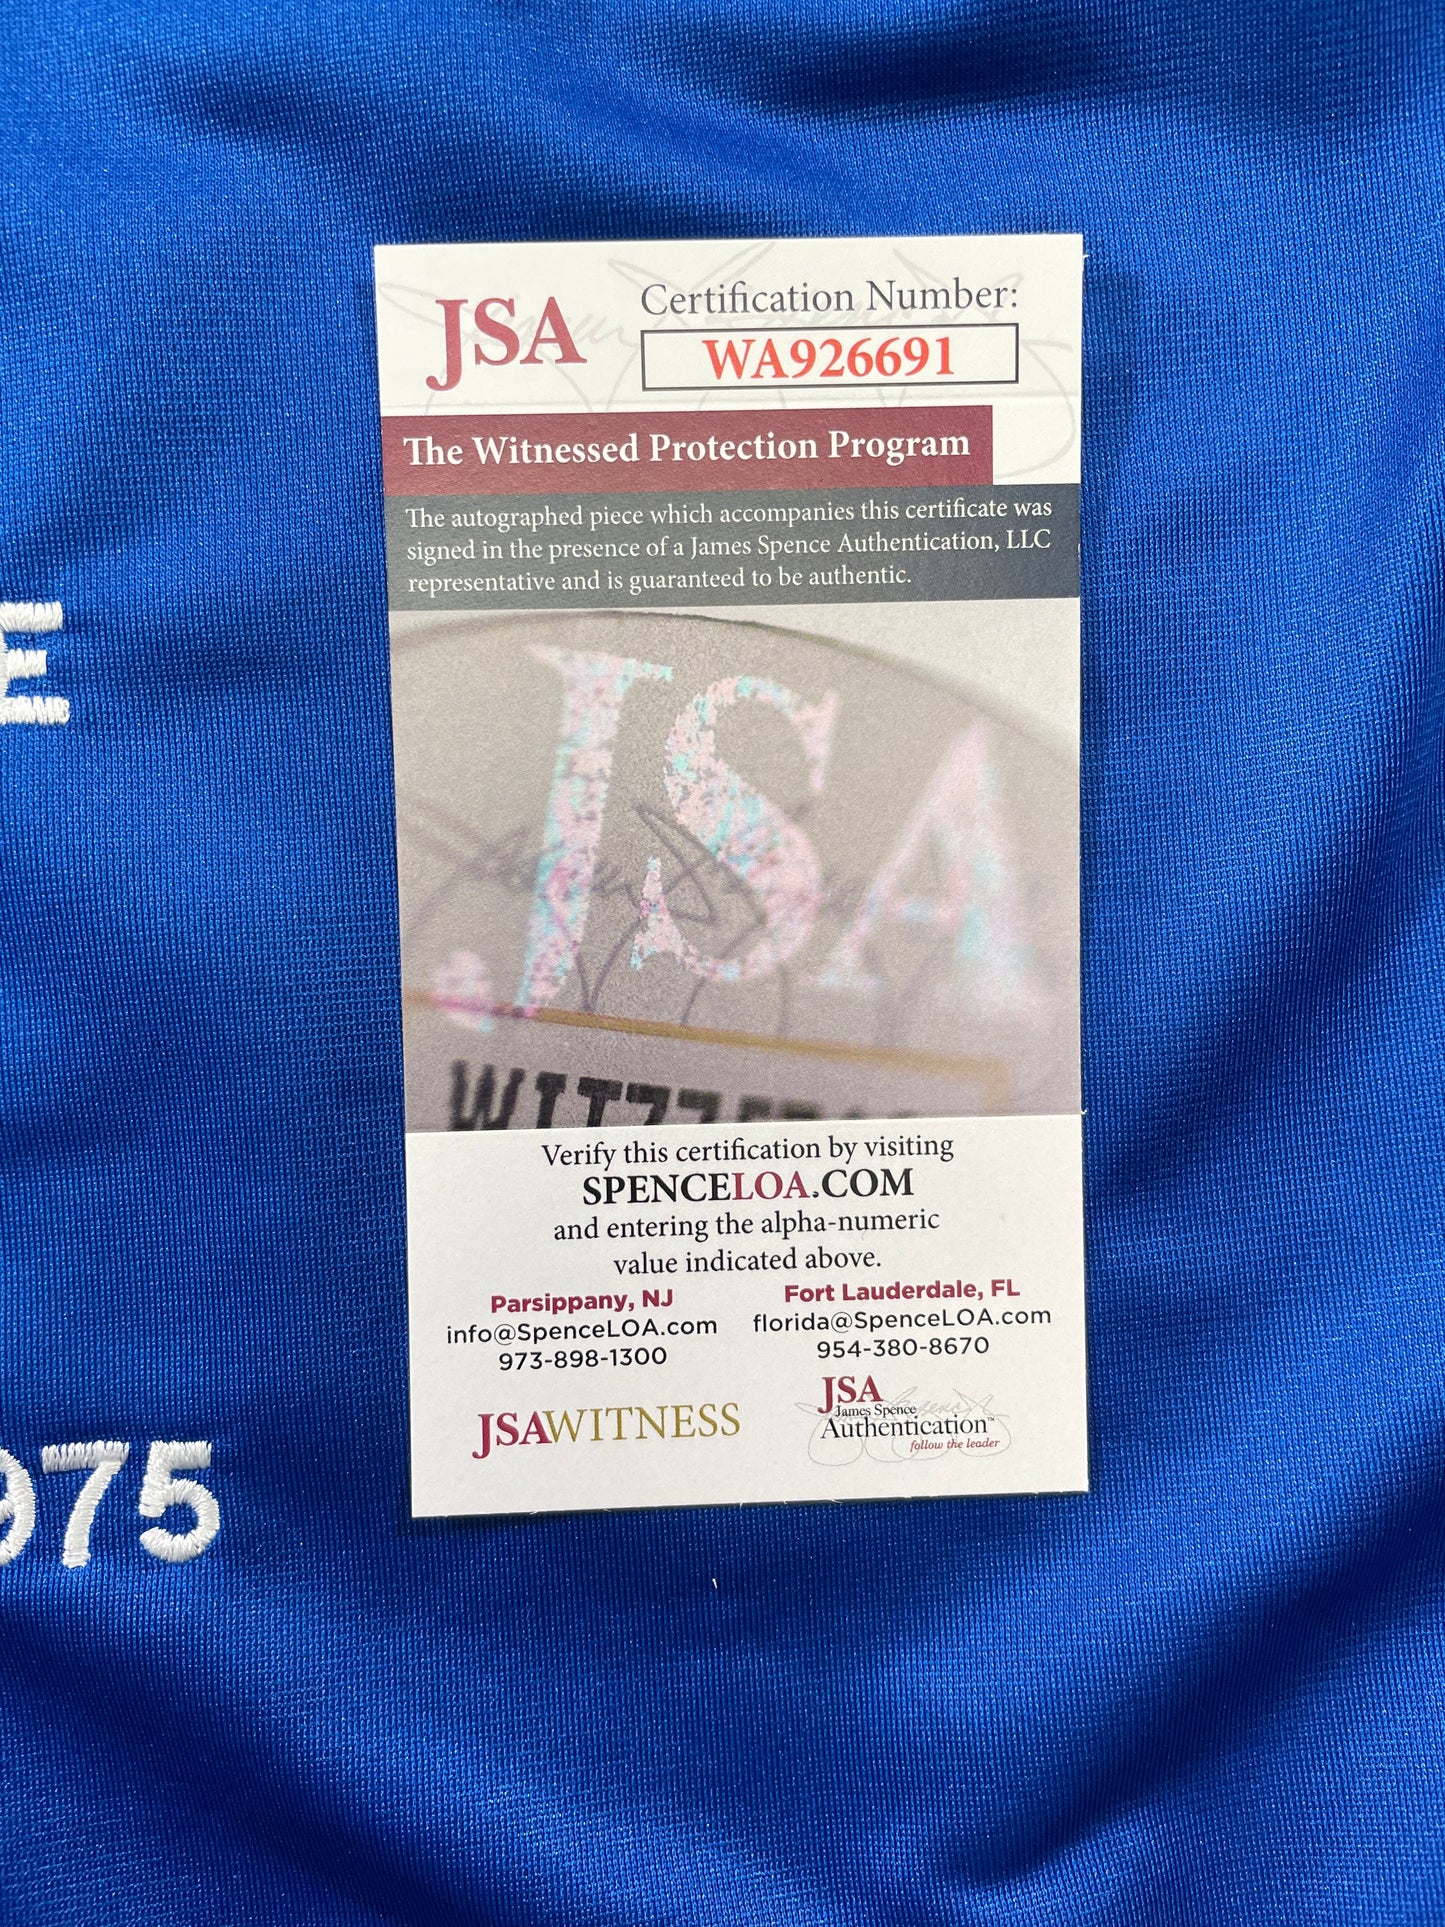 JSA
Certification Number:
WA926691
The Witnessed Protection Program
The autographed piece which accompanies this certificate was
signed in the presence of a James Spence Authentication, LLC
representative and is guaranteed to be authentic.
E
JSA
Verify this certification by visiting
SPENCELOA.COM
and entering the alpha-numeric
value indicated above.
Parsippany, NJ
info@SpenceLOA.com
973-898-1300
Fort Lauderdale, FL
florida@SpenceLOA.com
954-380-8670
JSAWITNESS
JSA
James Spence
Authentication™
follow the leader
975